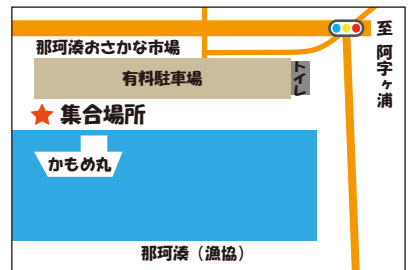 至
阿字ヶ浦
那珂湊おさかな市場
有料駐車場
トイレ
★ 集合場所
かもめ丸
那珂湊（漁協）